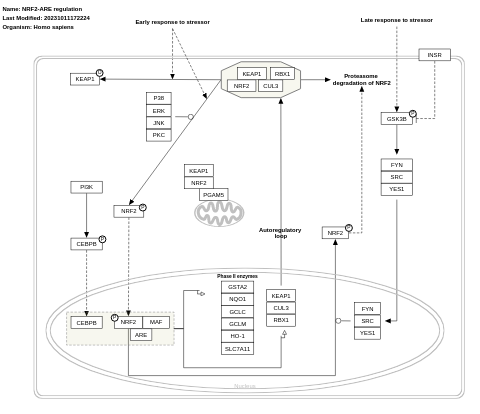 Name: NRF2-ARE regulation
Last Modified: 20231011172224
Organism: Homo sapiens
Early response to stressor
Late response to stressor
INSR
KEAP1
P
KEAP1
RBX1
NRF2
CUL3
Proteasome
degradation of NRF2
P38
ERK
JNK
PKC
GSK3B
P
FYN
SRC
YES1
KEAP1
NRF2
PGAM5
PI3K
NRF2
P
CEBPB
P
Autoregulatory
loop
NRF2
P
Phase II enzymes
GSTA2
NQO1
GCLC
GCLM
HO-1
SLC7A11
KEAP1
CUL3
RBX1
FYN
SRC
YES1
CEBPB
P
NRF2
MAF
ARE
Nucleus